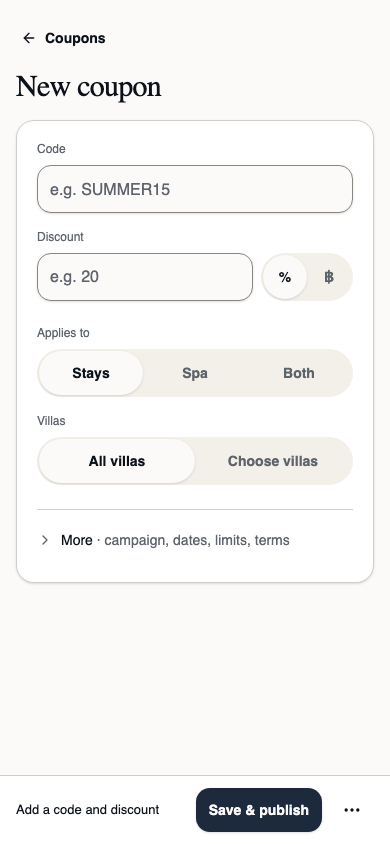 Coupons
New coupon
Code
e.g. SUMMER15
Discount
e.g. 20
% ฿
Applies to
Stays Spa Both
Villas
All villas Choose villas
More · campaign, dates, limits, terms
Add a code and discount Save & publish